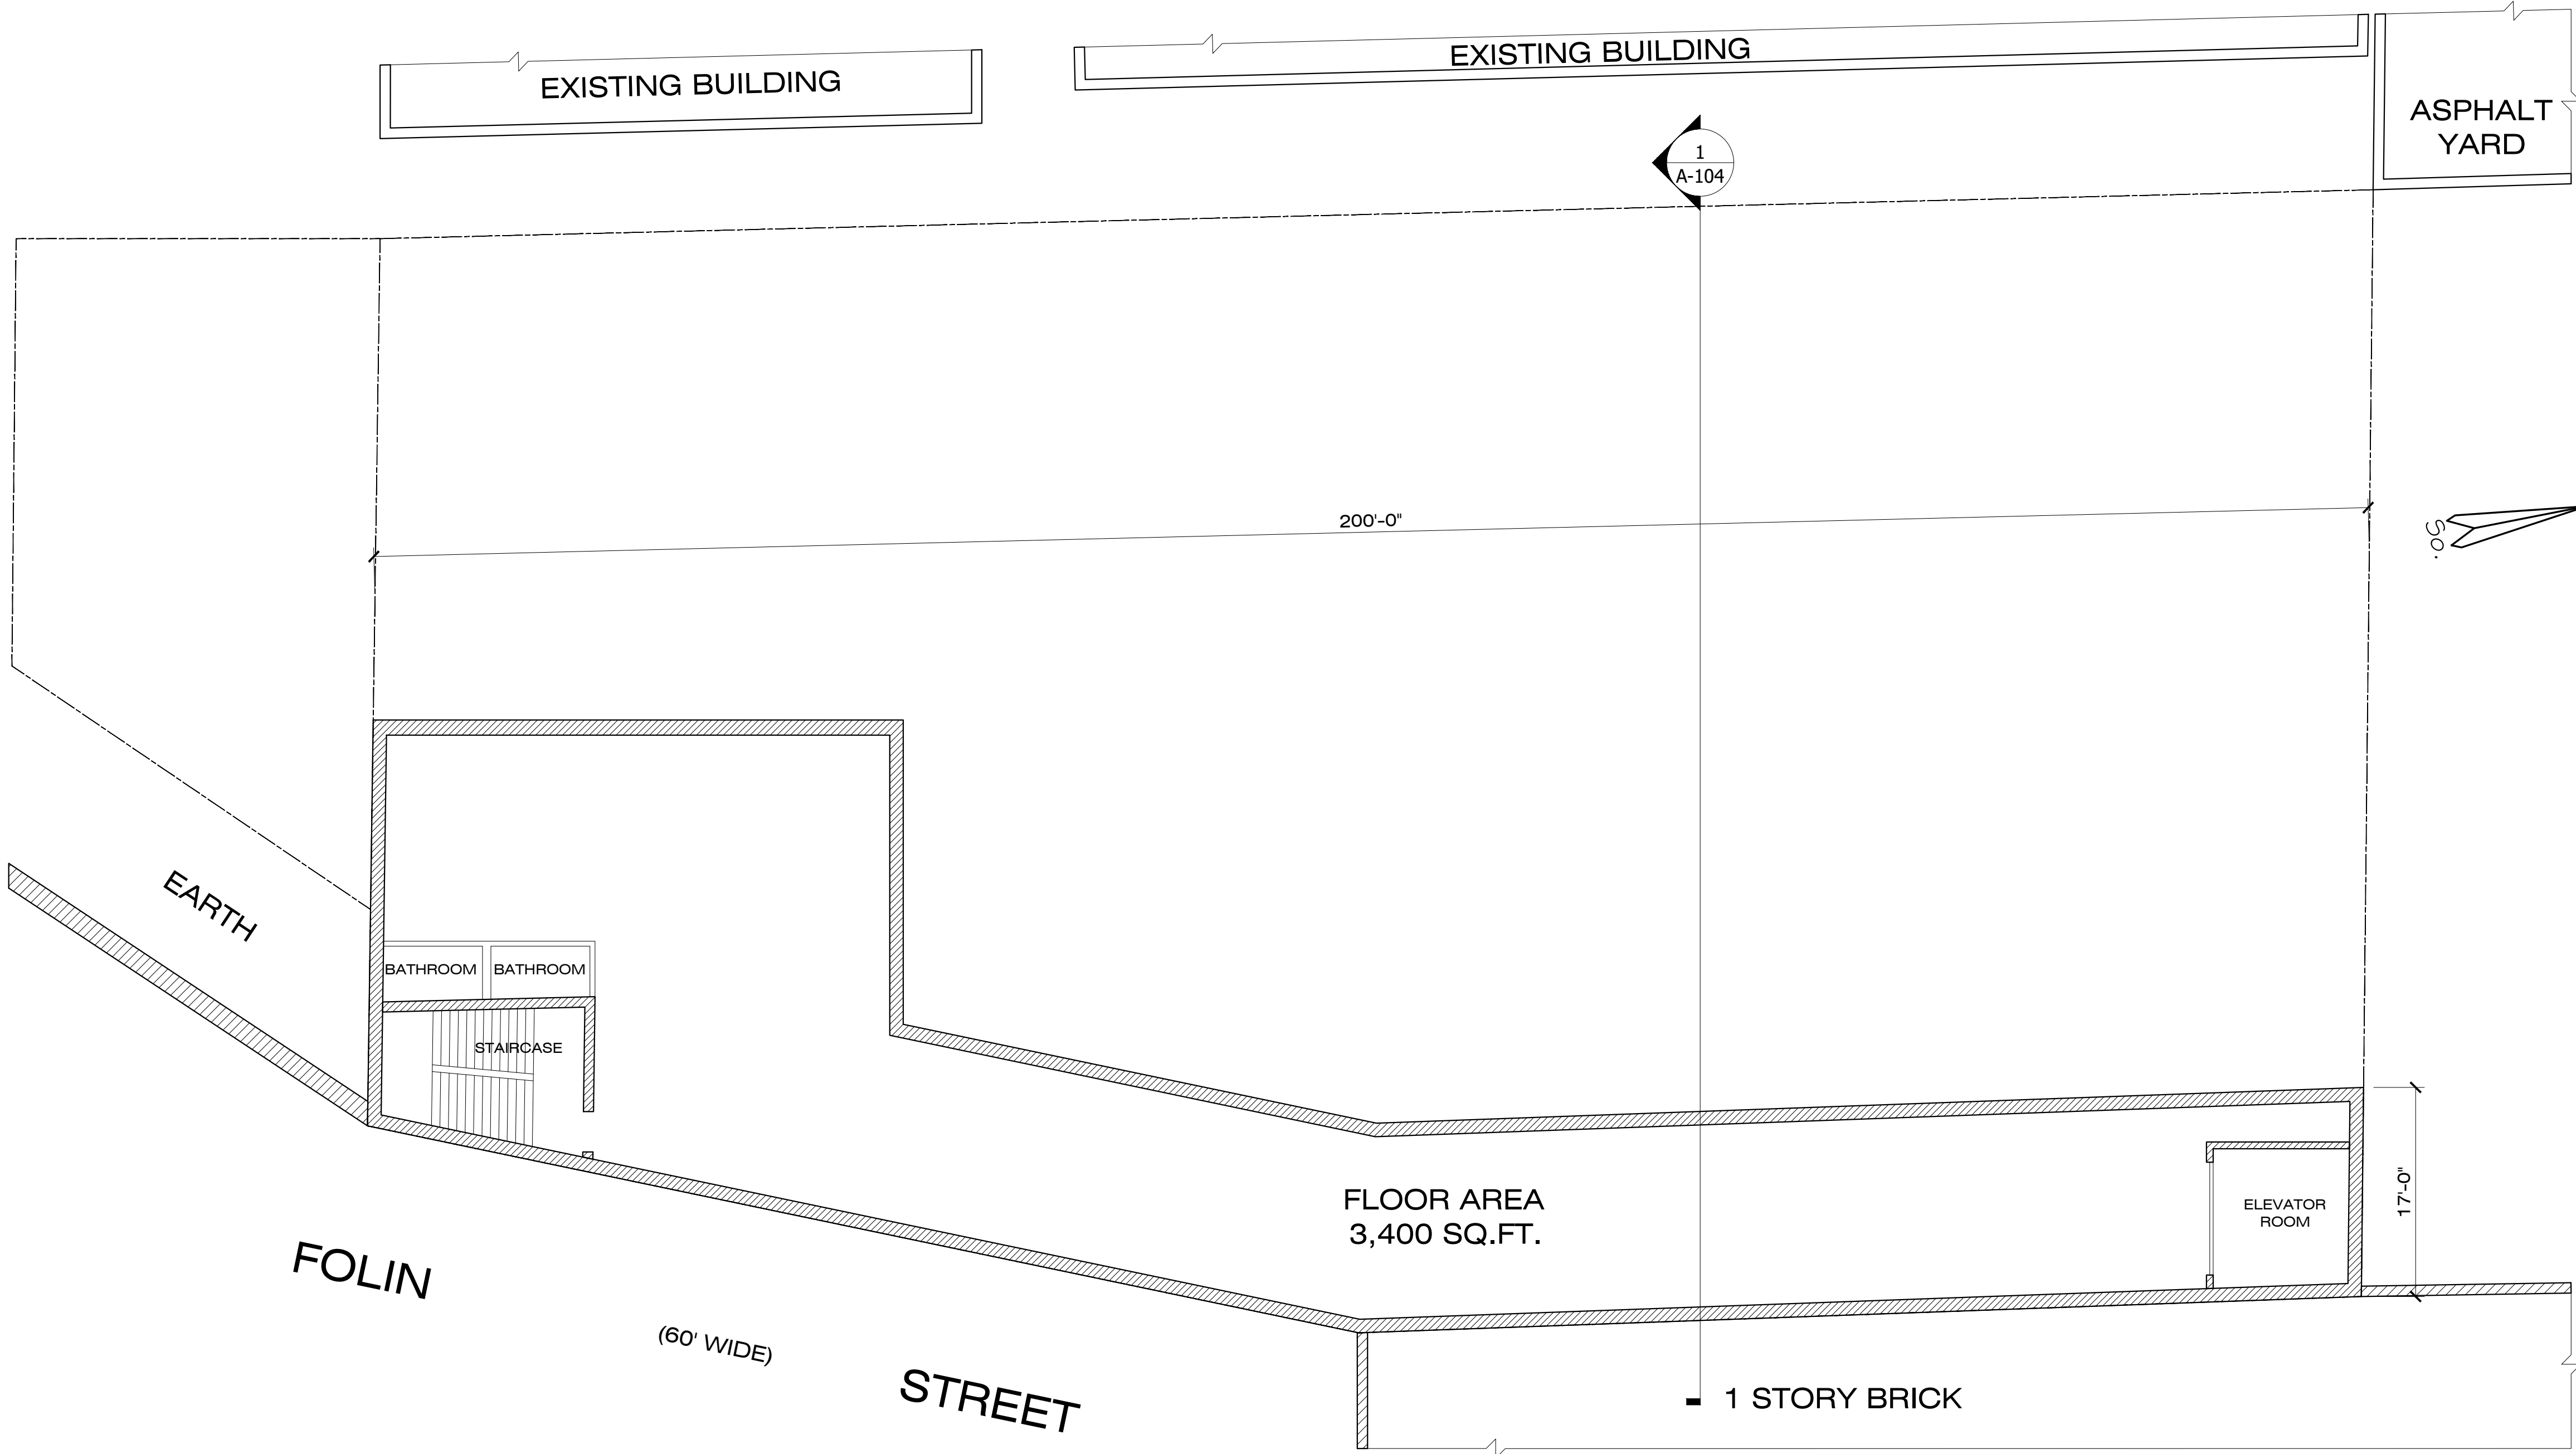 EXISTING BUILDING
EXISTING BUILDING
ASPHALT
YARD
1
A-104
200'-0"
So.
EARTH
BATHROOM
BATHROOM
STAIRCASE
FLOOR AREA
3,400 SQ.FT.
ELEVATOR
ROOM
17'-0"
FOLIN
(60' WIDE)
STREET
1 STORY BRICK